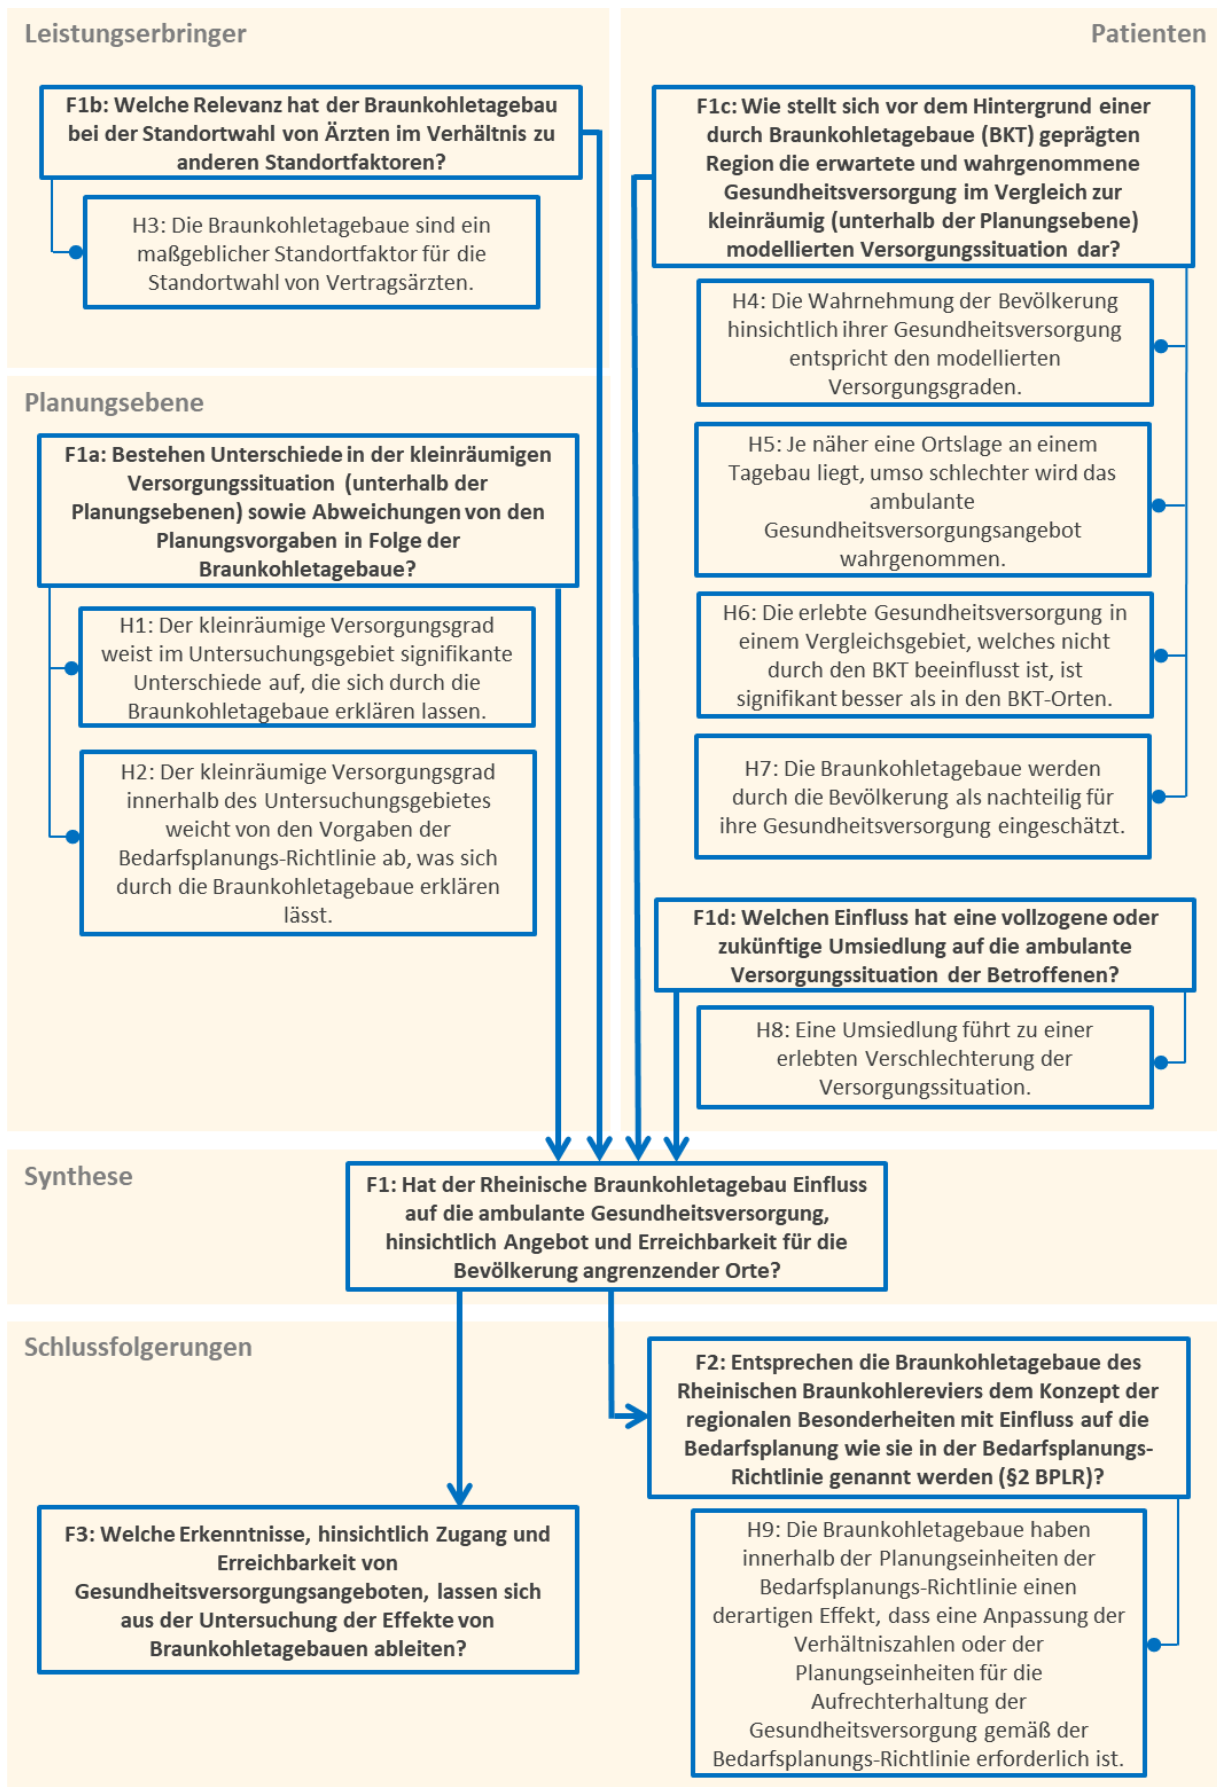 Leistungserbringer
F1b: Welche Relevanz hat der Braunkohletagebau
bei der Standortwahl von Ärzten im Verhältnis zu
anderen Standortfaktoren?
H3: Die Braunkohletagebaue sind ein
maßgeblicher Standortfaktor für die
Standortwahl von Vertragsärzten.
Planungsebene
F1a: Bestehen Unterschiede in der kleinräumigen
Versorgungssituation (unterhalb der
Planungsebenen) sowie Abweichungen von den
Planungsvorgaben in Folge der
Braunkohletagebaue?
H1: Der kleinräumige Versorgungsgrad
weist im Untersuchungsgebiet signifikante
Unterschiede auf, die sich durch die
Braunkohletagebaue erklären lassen.
H2: Der kleinräumige Versorgungsgrad
innerhalb des Untersuchungsgebietes
weicht von den Vorgaben der
Bedarfsplanungs-Richtlinie ab, was sich
durch die Braunkohletagebaue erklären
lässt.
Patienten
F1c: Wie stellt sich vor dem Hintergrund einer
durch Braunkohletagebaue (BKT) geprägten
Region die erwartete und wahrgenommene
Gesundheitsversorgung im Vergleich zur
kleinräumig (unterhalb der Planungsebene)
modellierten Versorgungssituation dar?
H4: Die Wahrnehmung der Bevölkerung
hinsichtlich ihrer Gesundheitsversorgung
entspricht den modellierten
Versorgungsgraden.
H5: Je näher eine Ortslage an einem
Tagebau liegt, umso schlechter wird das
ambulante
Gesundheitsversorgungsangebot
wahrgenommen.
H6: Die erlebte Gesundheitsversorgung in
einem Vergleichsgebiet, welches nicht
durch den BKT beeinflusst ist, ist
signifikant besser als in den BKT-Orten.
H7: Die Braunkohletagebaue werden
durch die Bevölkerung als nachteilig für
ihre Gesundheitsversorgung eingeschätzt.
F1d: Welchen Einfluss hat eine vollzogene oder
zukünftige Umsiedlung auf die ambulante
Versorgungssituation der Betroffenen?
H8: Eine Umsiedlung führt zu einer
erlebten Verschlechterung der
Versorgungssituation.
Synthese
F1: Hat der Rheinische Braunkohletagebau Einfluss
auf die ambulante Gesundheitsversorgung,
hinsichtlich Angebot und Erreichbarkeit für die
Bevölkerung angrenzender Orte?
Schlussfolgerungen
F3: Welche Erkenntnisse, hinsichtlich Zugang und
Erreichbarkeit von
Gesundheitsversorgungsangeboten, lassen sich
aus der Untersuchung der Effekte von
Braunkohletagebauen ableiten?
F2: Entsprechen die Braunkohletagebaue des
Rheinischen Braunkohlereviers dem Konzept der
regionalen Besonderheiten mit Einfluss auf die
Bedarfsplanung wie sie in der Bedarfsplanungs-
Richtlinie genannt werden (§2 BPLR)?
H9: Die Braunkohletagebaue haben
innerhalb der Planungseinheiten der
Bedarfsplanungs-Richtlinie einen
derartigen Effekt, dass eine Anpassung der
Verhältniszahlen oder der
Planungseinheiten für die
Aufrechterhaltung der
Gesundheitsversorgung gemäß der
Bedarfsplanungs-Richtlinie erforderlich ist.